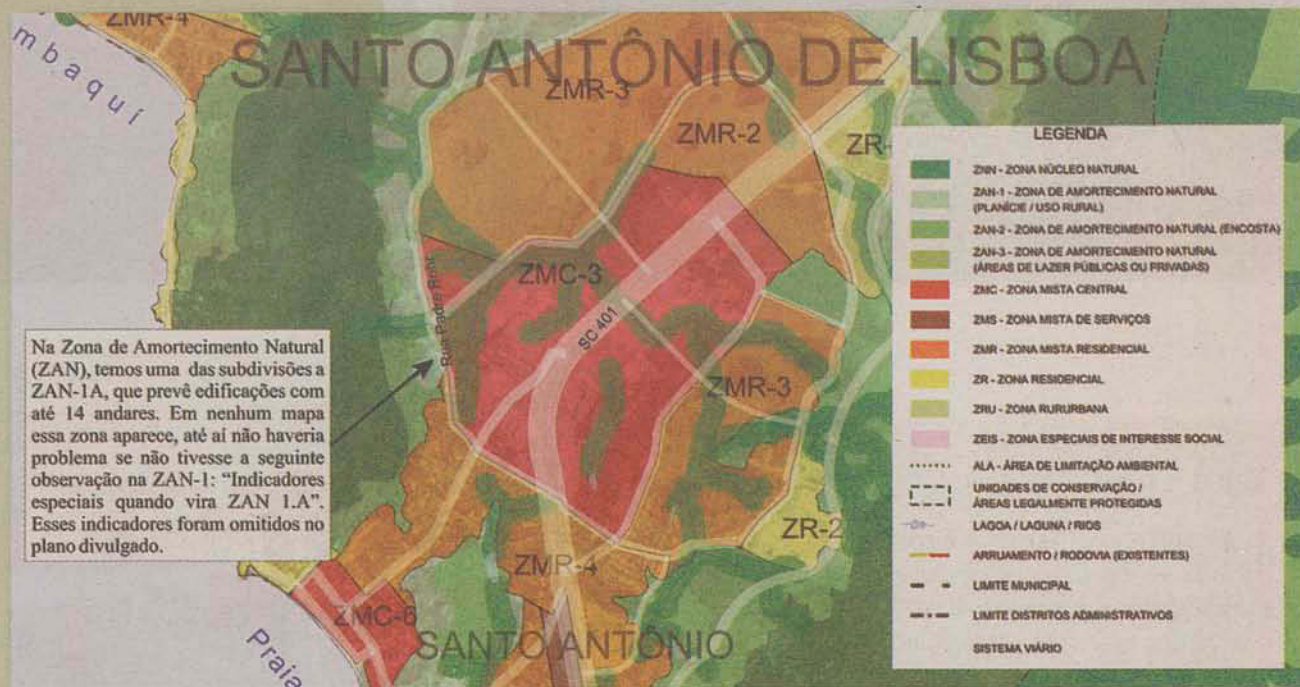 ZMR-4
mbaquí
SANTO ANTÔNIO DE LISBOA
ZMR-3
ZMR-2
ZR-
ZMC-3
SC 401
Rua Padre Rohr
ZMR-3
ZR-2
ZMR-4
ZMC-6
SANTO ANTÔNIO
Praia
Na Zona de Amortecimento Natural
(ZAN), temos uma das subdivisões a
ZAN-1A, que prevê edificações com
até 14 andares. Em nenhum mapa
essa zona aparece, até aí não haveria
problema se não tivesse a seguinte
observação na ZAN-1: “Indicadores
especiais quando vira ZAN 1.A”.
Esses indicadores foram omitidos no
plano divulgado.
LEGENDA
ZNN - ZONA NÚCLEO NATURAL
ZAN-1 - ZONA DE AMORTECIMENTO NATURAL
(PLANÍCIE / USO RURAL)
ZAN-2 - ZONA DE AMORTECIMENTO NATURAL (ENCOSTA)
ZAN-3 - ZONA DE AMORTECIMENTO NATURAL
(ÁREAS DE LAZER PÚBLICAS OU PRIVADAS)
ZMC - ZONA MISTA CENTRAL
ZMS - ZONA MISTA DE SERVIÇOS
ZMR - ZONA MISTA RESIDENCIAL
ZR - ZONA RESIDENCIAL
ZRU - ZONA RURURBANA
ZEIS - ZONA ESPECIAIS DE INTERESSE SOCIAL
ALA - ÁREA DE LIMITAÇÃO AMBIENTAL
UNIDADES DE CONSERVAÇÃO /
ÁREAS LEGALMENTE PROTEGIDAS
LAGOA / LAGUNA / RIOS
ARRUAMENTO / RODOVIA (EXISTENTES)
LIMITE MUNICIPAL
LIMITE DISTRITOS ADMINISTRATIVOS
SISTEMA VIÁRIO